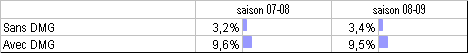 saison 07-08 saison 08-09
Sans DMG 3,2% 3,4%
Avec DMG 9,6% 9,5%